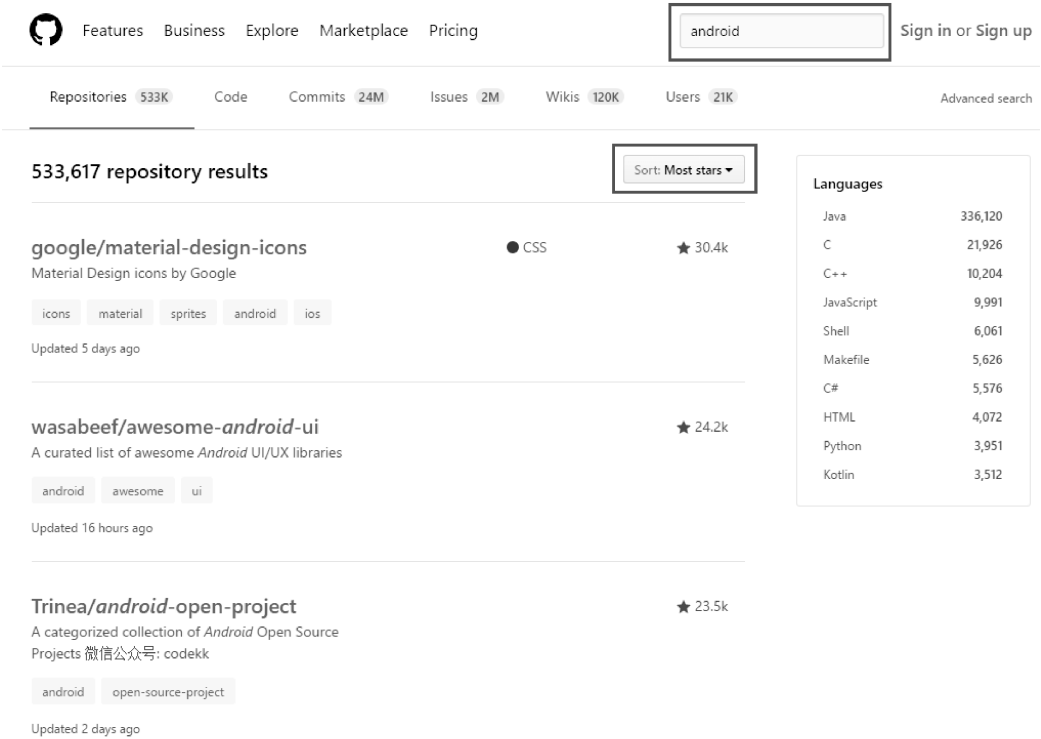 Features Business Explore Marketplace Pricing android Sign in or Sign up
Repositories 533K Code Commits 24M Issues 2M Wikis 120K Users 21K Advanced search
533,617 repository results Sort: Most stars
google/material-design-icons CSS 30.4k
Material Design icons by Google
icons material sprites android ios
Updated 5 days ago
wasabeef/awesome-android-ui 24.2k
A curated list of awesome Android UI/UX libraries
android awesome ui
Updated 16 hours ago
Trinea/android-open-project 23.5k
A categorized collection of Android Open Source
Projects 微信公众号: codekk
android open-source-project
Updated 2 days ago
Languages
Java 336,120
C 21,926
C++ 10,204
JavaScript 9,991
Shell 6,061
Makefile 5,626
C# 5,576
HTML 4,072
Python 3,951
Kotlin 3,512